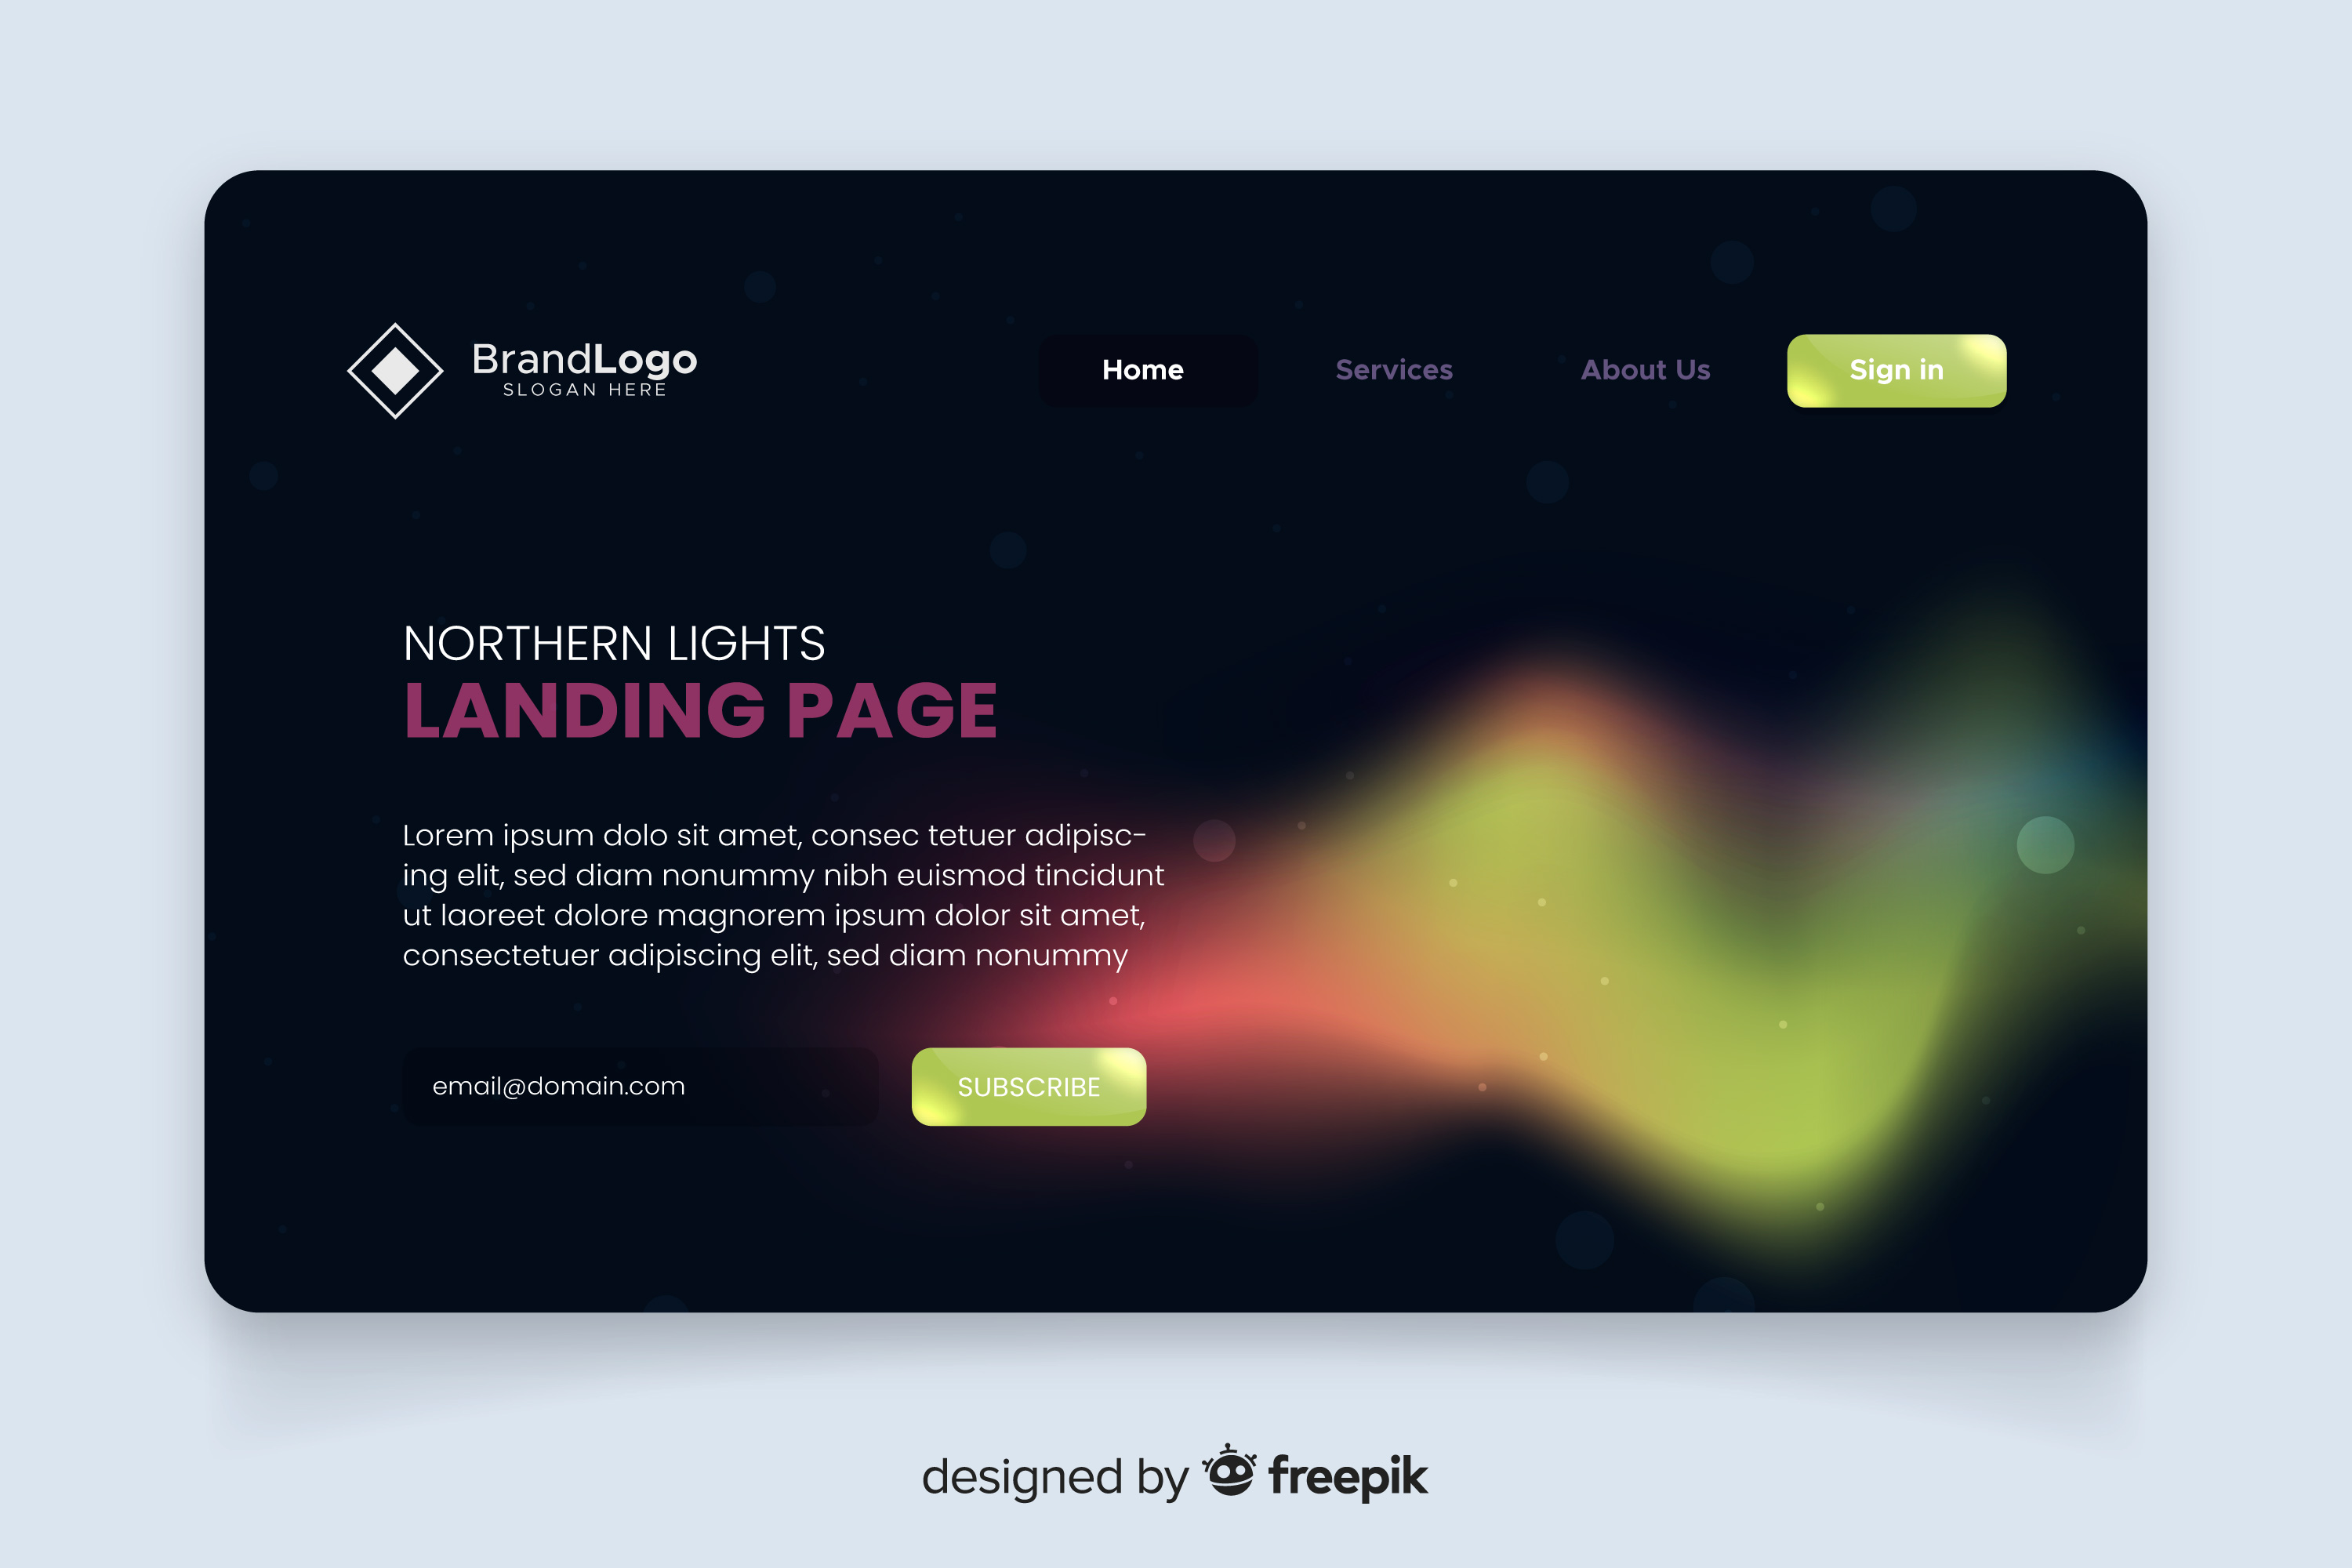 BrandLogo
SLOGAN HERE
Home
Services
About Us
Sign in
NORTHERN LIGHTS
LANDING PAGE
Lorem ipsum dolo sit amet, consec tetuer adipisc-
ing elit, sed diam nonummy nibh euismod tincidunt
ut laoreet dolore magnorem ipsum dolor sit amet,
consectetuer adipiscing elit, sed diam nonummy
email@domain.com
SUBSCRIBE
designed by freepik